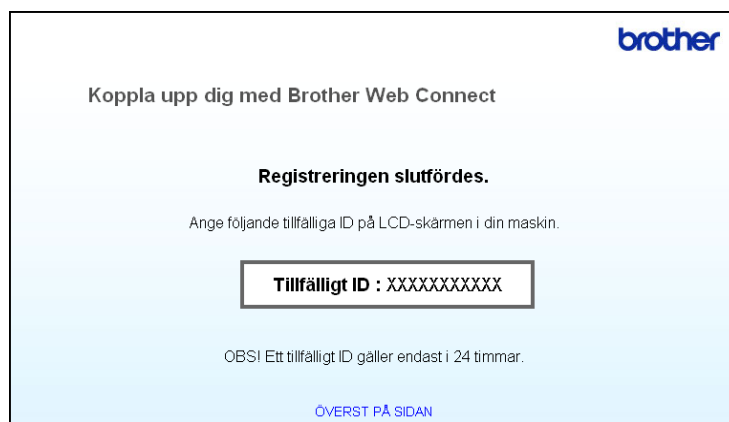 brother
Koppla upp dig med Brother Web Connect
Registreringen slutfördes.
Ange följande tillfälliga ID på LCD-skärmen i din maskin.
Tillfälligt ID : XXXXXXXXXXX
OBS! Ett tillfälligt ID gäller endast i 24 timmar.
ÖVERST PÅ SIDAN